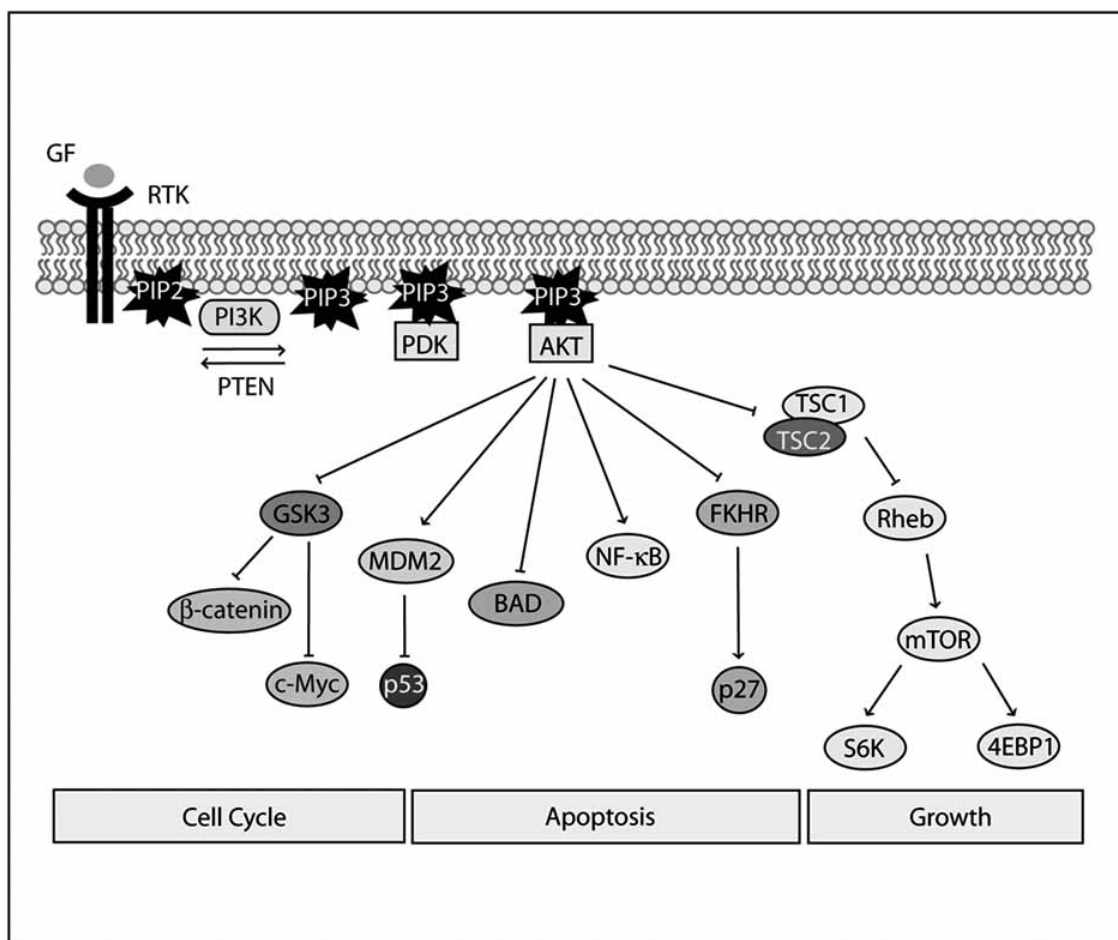 GF
RTK
PIP2
PIP3
PIP3
PIP3
PI3K
PDK
AKT
PTEN
TSC1
TSC2
GSK3
FKHR
Rheb
MDM2
NF-κB
BAD
β-catenin
mTOR
c-Myc
p53
p27
S6K
4EBP1
Cell Cycle
Apoptosis
Growth